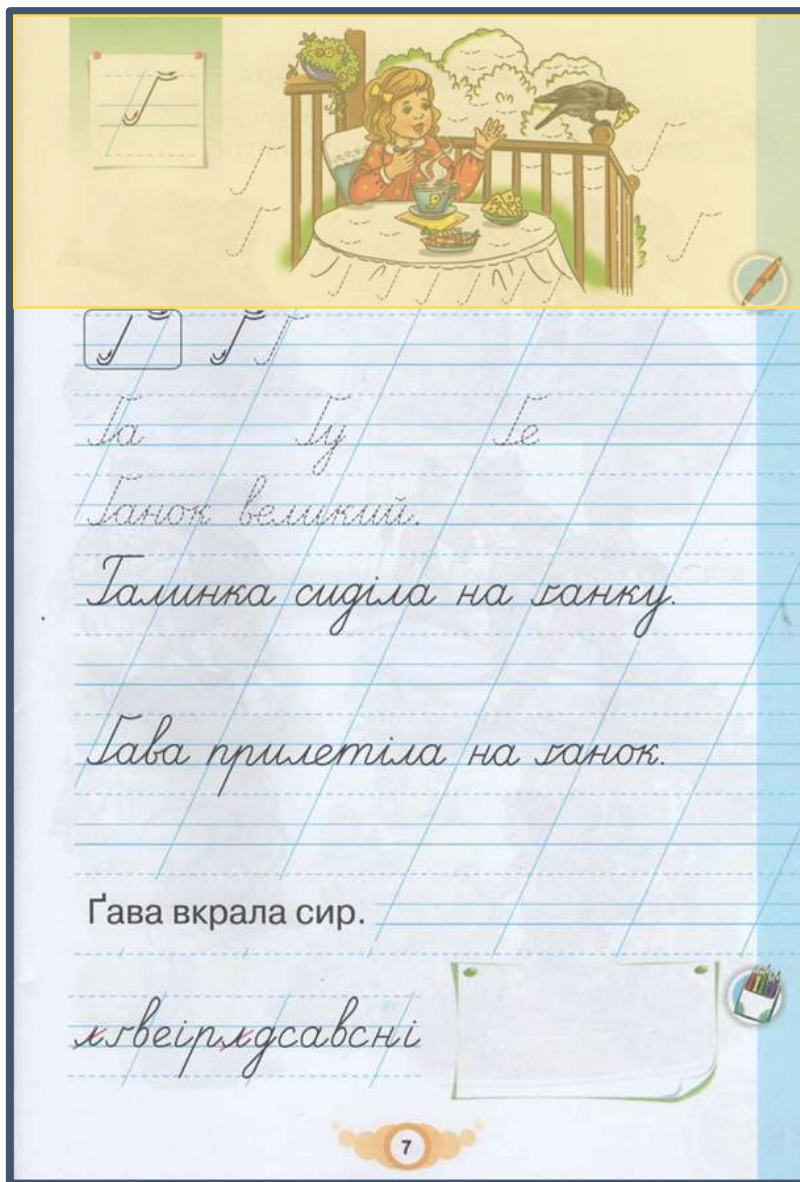 Ґ
Ґ Ґ
Ґа Ґу Ґе
Ґанок великий.
Галинка сиділа на ґанку.
Ґава прилетіла на ґанок.
Ґава вкрала сир.
лґвеірлдсавсні
7